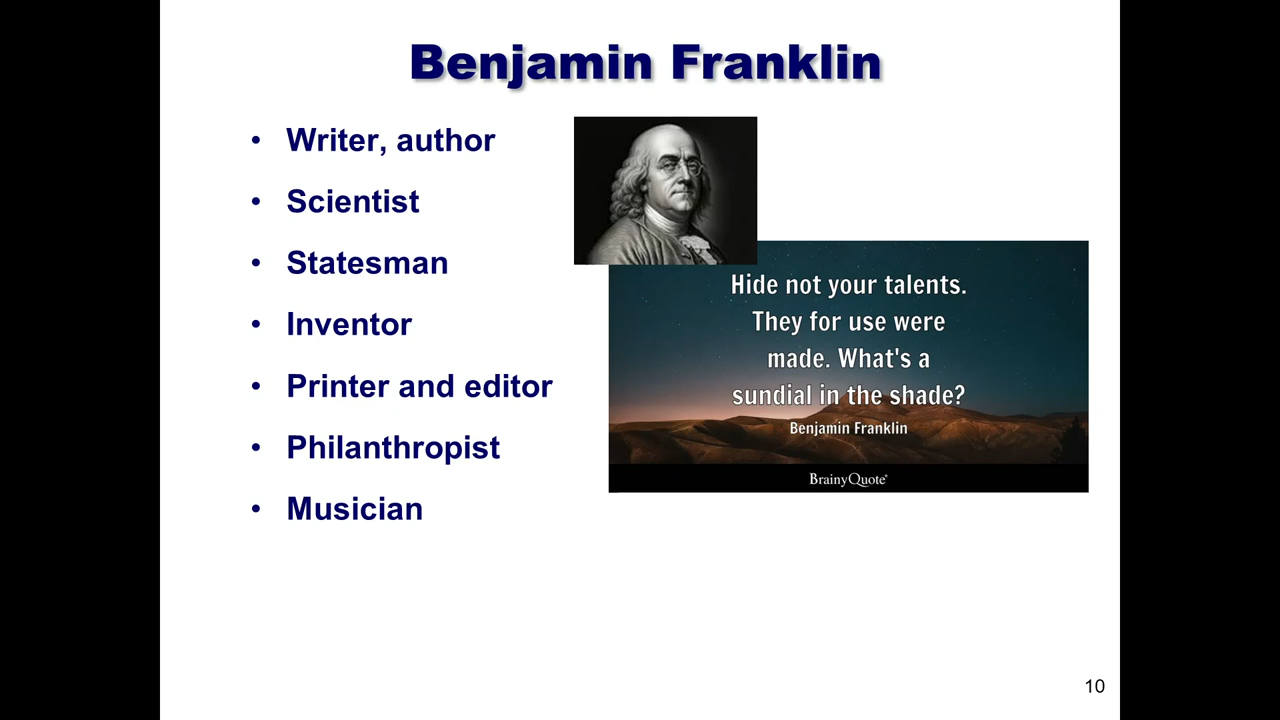 Benjamin Franklin
• Writer, author
• Scientist
• Statesman
• Inventor
• Printer and editor
• Philanthropist
• Musician
Hide not your talents.
They for use were
made. What's a
sundial in the shade?
Benjamin Franklin
BrainyQuote®
10